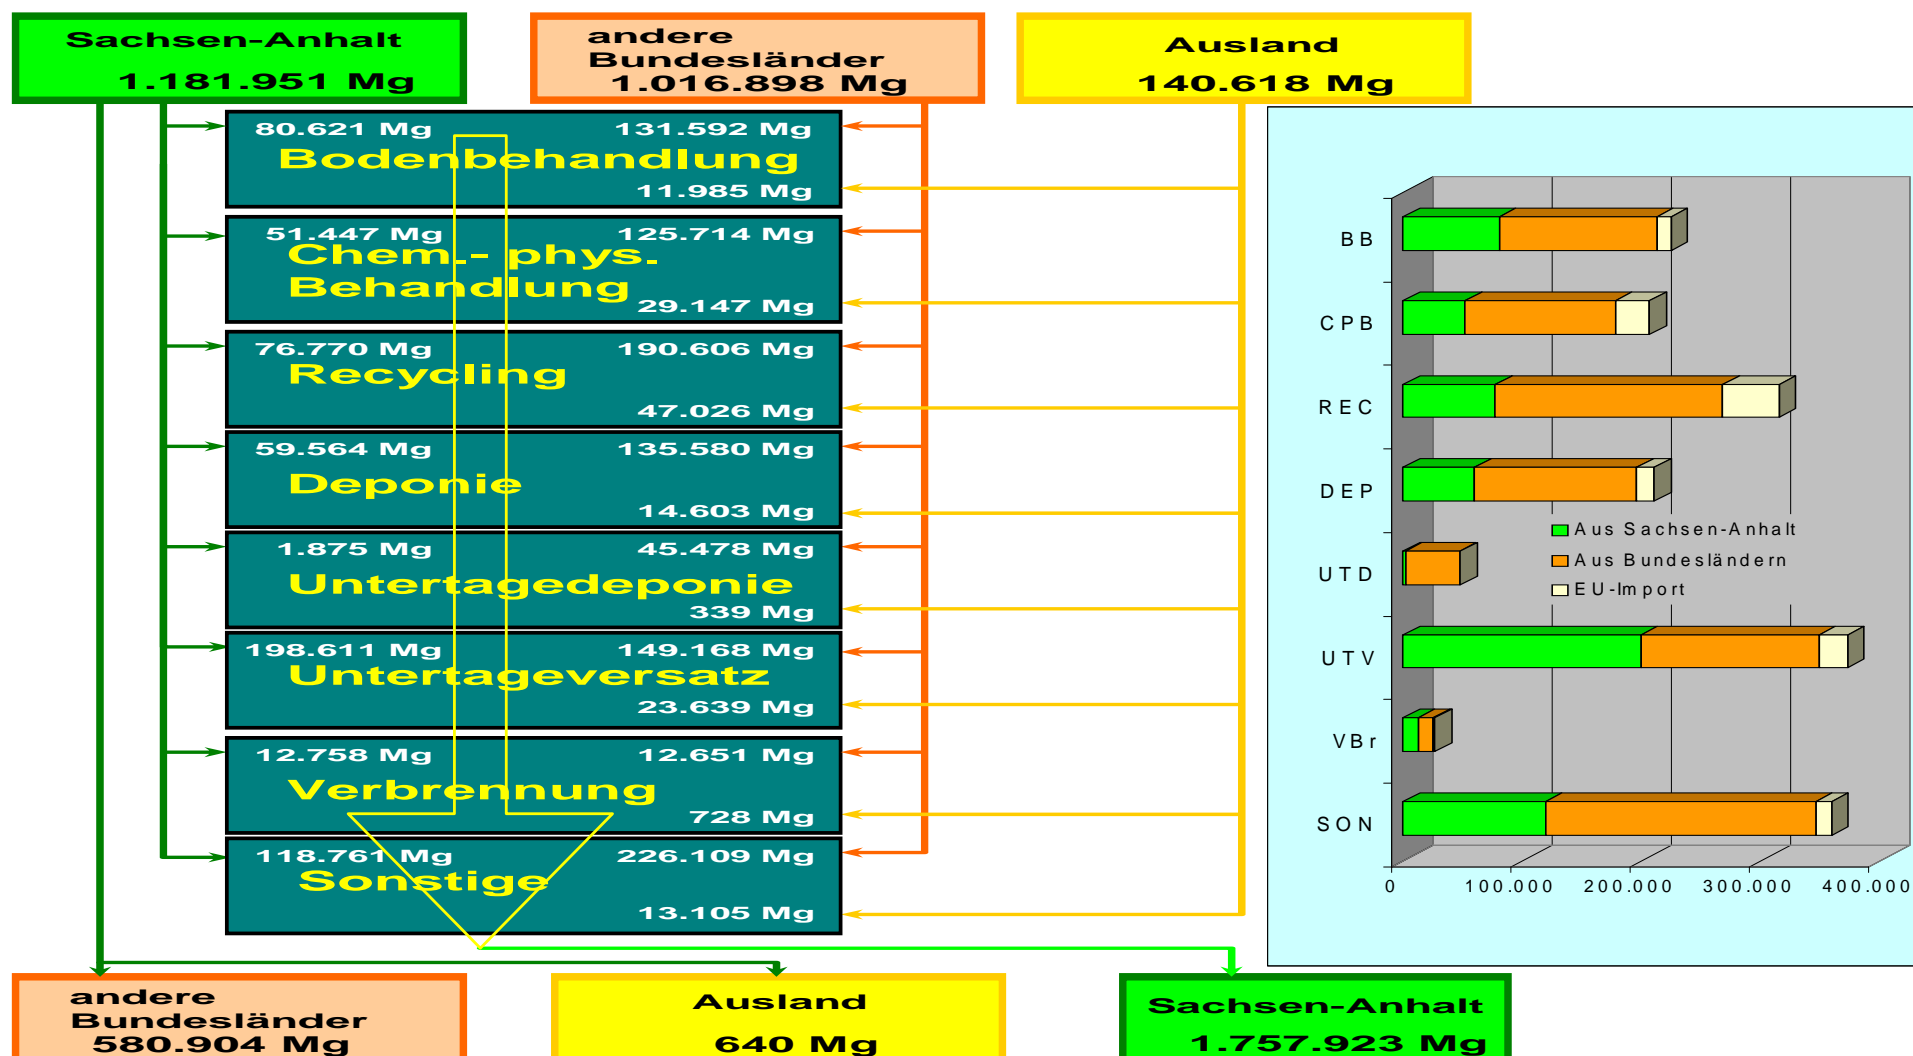 Sachsen-Anhalt
1.181.951 Mg
andere
Bundesländer
1.016.898 Mg
Ausland
140.618 Mg
80.621 Mg 131.592 Mg
Bodenbehandlung
11.985 Mg
51.447 Mg 125.714 Mg
Chem.- phys.
Behandlung
29.147 Mg
76.770 Mg 190.606 Mg
Recycling
47.026 Mg
59.564 Mg 135.580 Mg
Deponie
14.603 Mg
1.875 Mg 45.478 Mg
Untertagedeponie
339 Mg
198.611 Mg 149.168 Mg
Untertageversatz
23.639 Mg
12.758 Mg 12.651 Mg
Verbrennung
728 Mg
118.761 Mg 226.109 Mg
Sonstige
13.105 Mg
BB
CPB
REC
DEP
UTD
UTV
VBr
SON
Aus Sachsen-Anhalt
Aus Bundesländern
EU-Import
0 100.000 200.000 300.000 400.000
andere
Bundesländer
580.904 Mg
Ausland
640 Mg
Sachsen-Anhalt
1.757.923 Mg